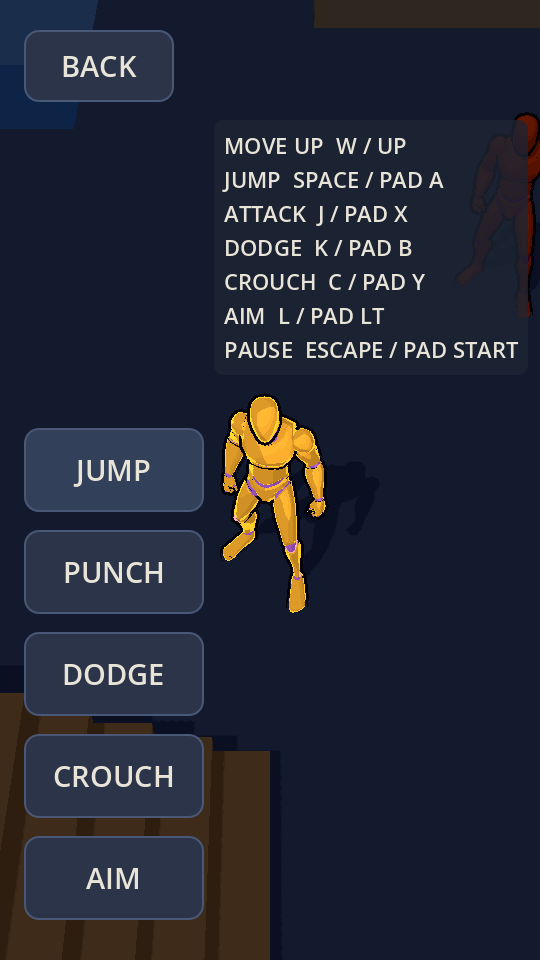 BACK
MOVE UP W / UP
JUMP SPACE / PAD A
ATTACK J / PAD X
DODGE K / PAD B
CROUCH C / PAD Y
AIM L / PAD LT
PAUSE ESCAPE / PAD START
JUMP
PUNCH
DODGE
CROUCH
AIM